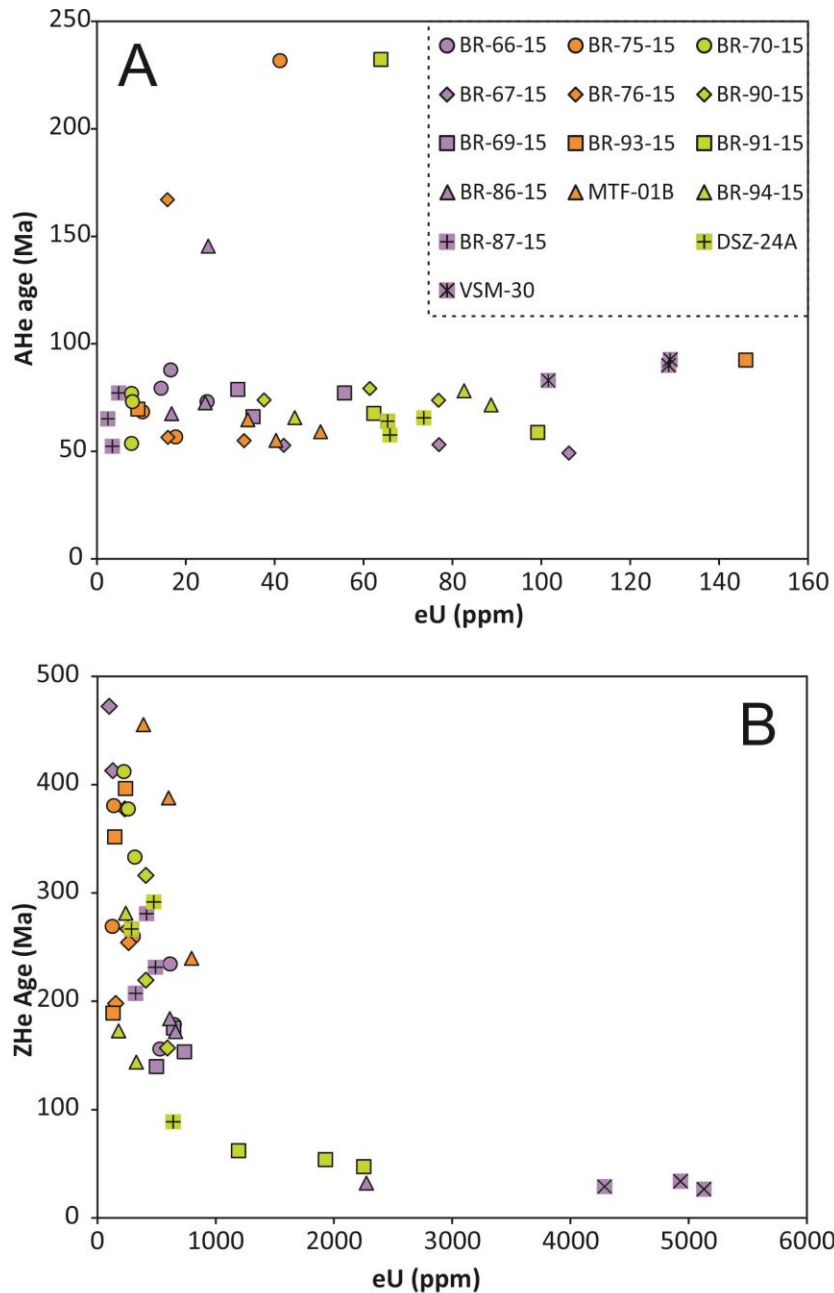 A
250
200
150
100
50
0
AHe age (Ma)
0 20 40 60 80 100 120 140 160
eU (ppm)
BR-66-15 BR-75-15 BR-70-15
BR-67-15 BR-76-15 BR-90-15
BR-69-15 BR-93-15 BR-91-15
BR-86-15 MTF-01B BR-94-15
BR-87-15 DSZ-24A
VSM-30
B
500
400
300
200
100
0
ZHe Age (Ma)
0 1000 2000 3000 4000 5000 6000
eU (ppm)